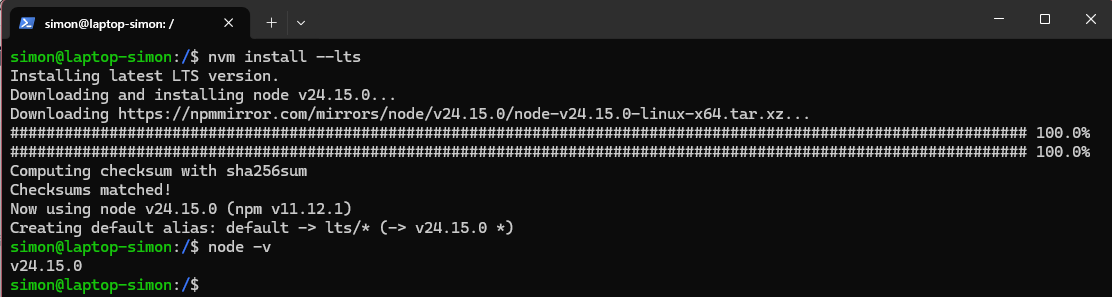 simon@laptop-simon: /
simon@laptop-simon:/$ nvm install --lts
Installing latest LTS version.
Downloading and installing node v24.15.0...
Downloading https://npmmirror.com/mirrors/node/v24.15.0/node-v24.15.0-linux-x64.tar.xz...
################################################################################################################# 100.0%
################################################################################################################# 100.0%
Computing checksum with sha256sum
Checksums matched!
Now using node v24.15.0 (npm v11.12.1)
Creating default alias: default -> lts/* (-> v24.15.0 *)
simon@laptop-simon:/$ node -v
v24.15.0
simon@laptop-simon:/$